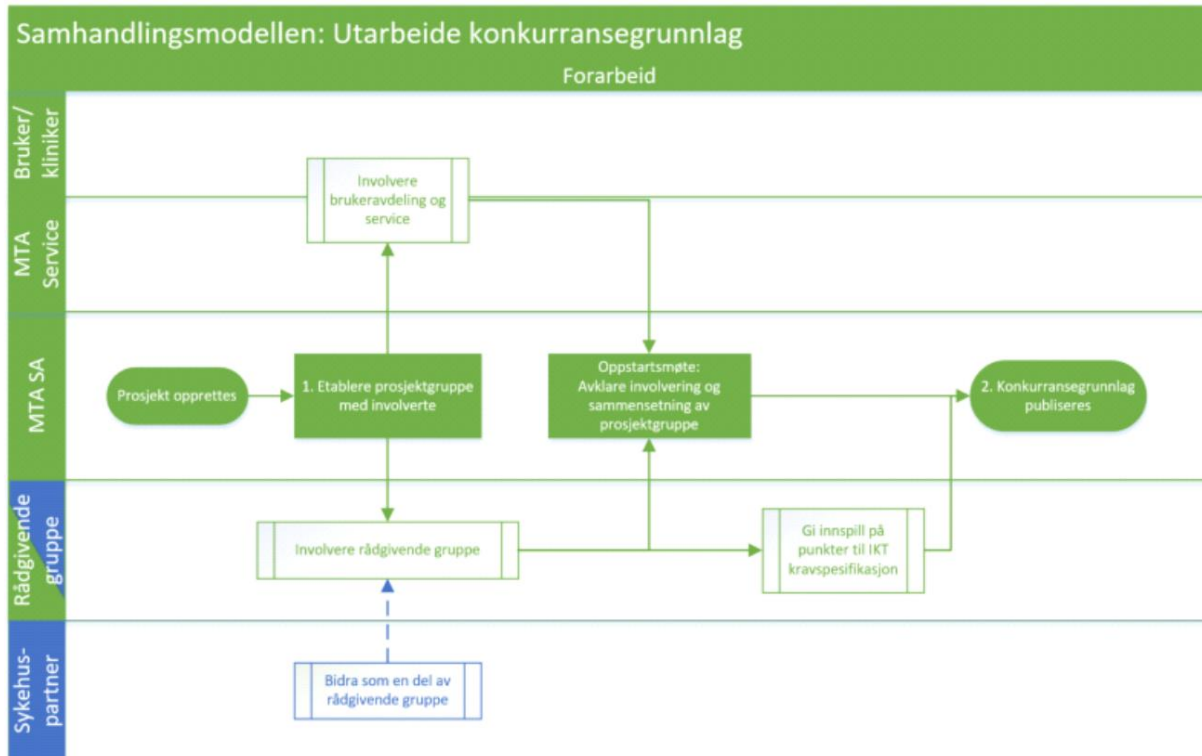 Samhandlingsmodellen: Utarbeide konkurransegrunnlag
Forarbeid
Bruker/
kliniker
Involvere
brukeravdeling og
service
MTA
Service
MTA SA
Prosjekt opprettes
1. Etablere prosjektgruppe
med involverte
Oppstartsmøte:
Avklare involvering og
sammensetning av
prosjektgruppe
2. Konkurransegrunnlag
publiseres
Rådgivende
gruppe
Involvere rådgivende gruppe
Gi innspill på
punkter til IKT
kravspesifikasjon
Sykehus-
partner
Bidra som en del av
rådgivende gruppe